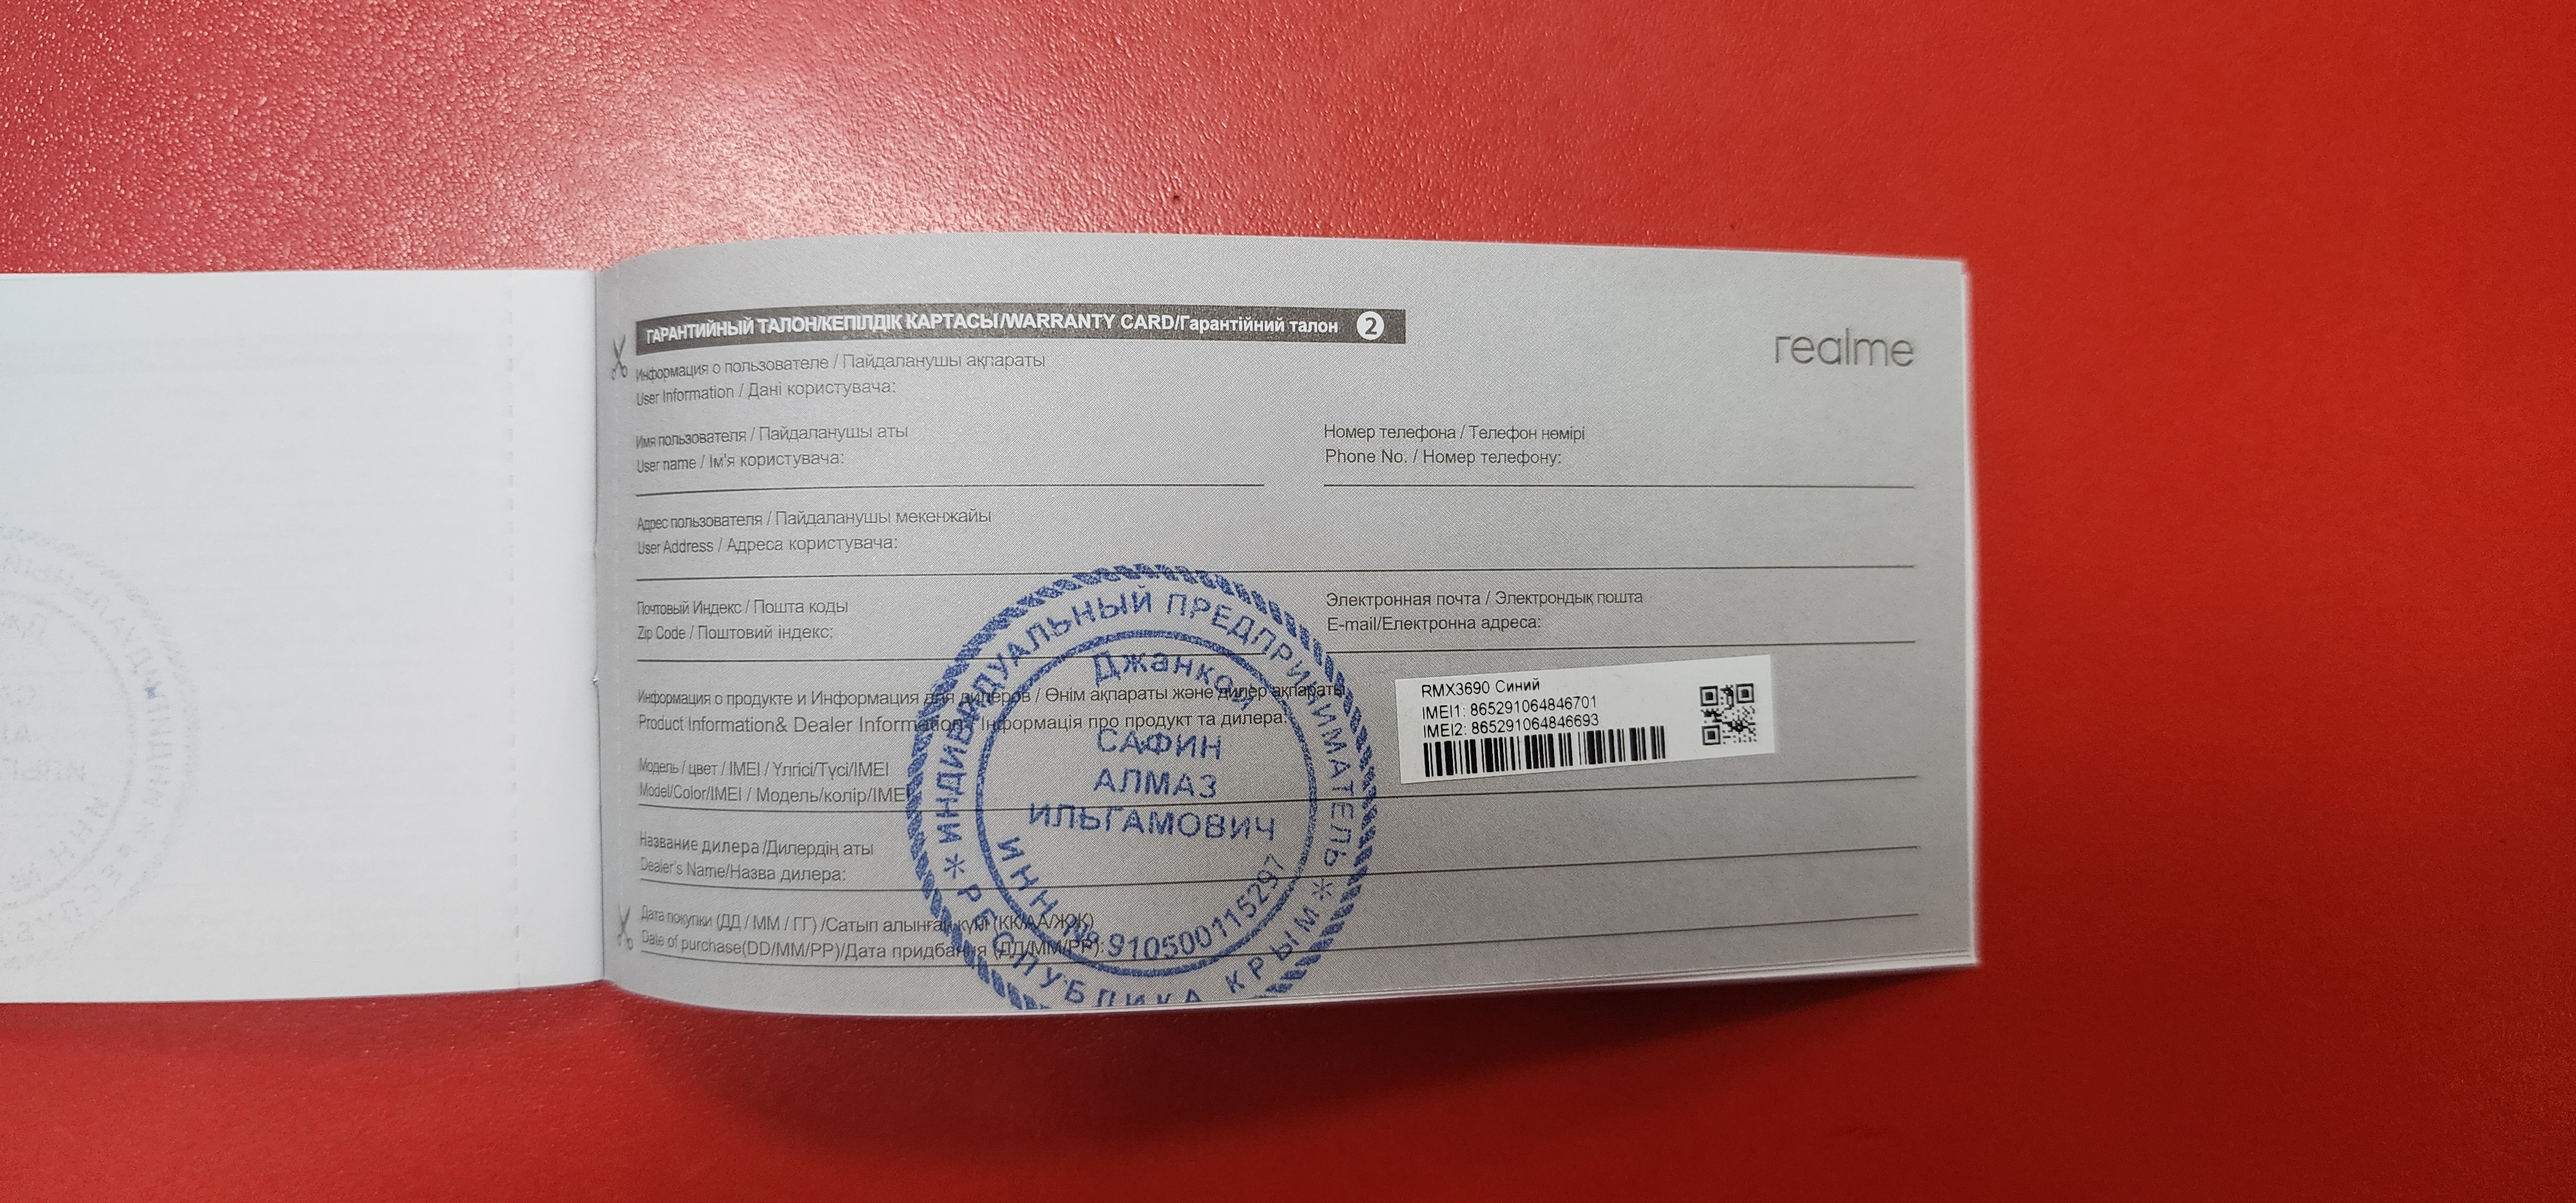 ГАРАНТИЙНЫЙ ТАЛОН/КЕПІЛДІК КАРТАСЫ/WARRANTY CARD/Гарантійний талон 2
realme
Информация о пользователе / Пайдаланушы ақпараты
User Information / Дані користувача:
Имя пользователя / Пайдаланушы аты
User name / Ім'я користувача:
Номер телефона / Телефон нөмірі
Phone No. / Номер телефону:
Адрес пользователя / Пайдаланушы мекенжайы
User Address / Адреса користувача:
Почтовый Индекс / Пошта коды
Zip Code / Поштовий індекс:
Электронная почта / Электрондық пошта
E-mail/Електронна адреса:
Информация о продукте и Информация для дилеров / Өнім ақпараты және дилер ақпараты
Product Information& Dealer Information / Інформація про продукт та дилера:
RMX3690 Синий
IMEI1: 865291064846701
IMEI2: 865291064846693
Модель / цвет / IMEI / Үлгісі/Түсі/IMEI
Model/Color/IMEI / Модель/колір/IMEI
Название дилера /Дилердің аты
Dealer's Name/Назва дилера:
Дата покупки (ДД / ММ / ГГ) /Сатып алынған күні (КК/АА/ЖЖ)
Date of purchase(DD/MM/PP)/Дата придбання (ДД/ММ/РР):
ИНДИВИДУАЛЬНЫЙ ПРЕДПРИНИМАТЕЛЬ
* РЕСПУБЛИКА КРЫМ *
Джанкой
САФИН
АЛМАЗ
ИЛЬГАМОВИЧ
ИНН № 910500115297